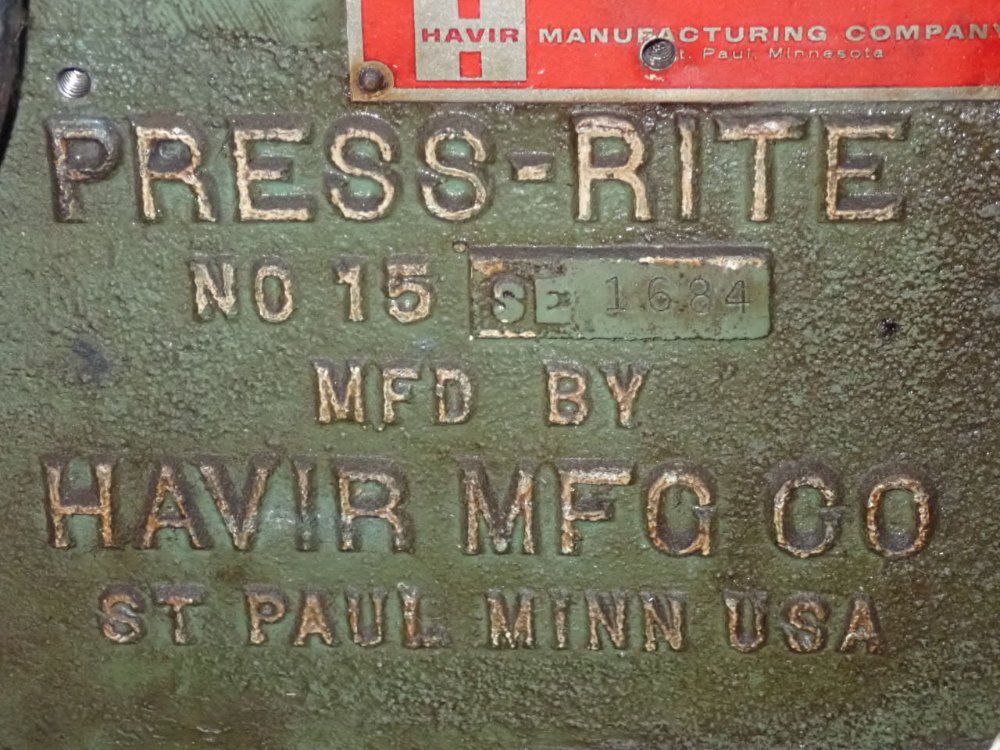 HAVIR MANUFACTURING COMPANY
St. Paul, Minnesota
PRESS-RITE
NO 15 SE 1684
MFD BY
HAVIR MFG CO
ST PAUL MINN USA